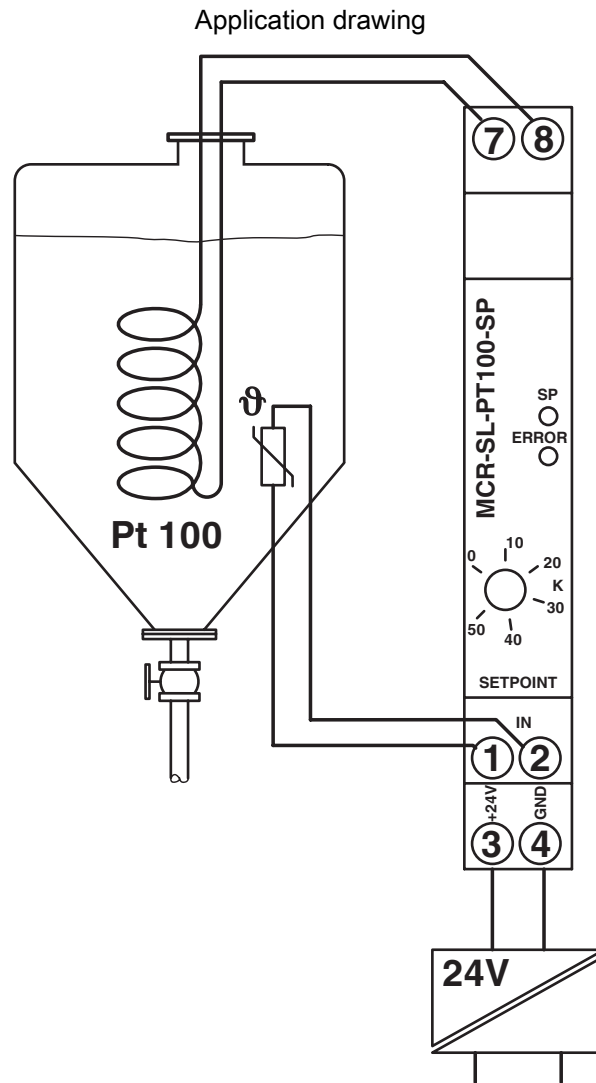 Application drawing
7 8
MCR-SL-PT100-SP
SP
ERROR
ϑ
Pt 100
0 10 20 K 30 40 50
SETPOINT
IN
1 2
+24V GND
3 4
24V